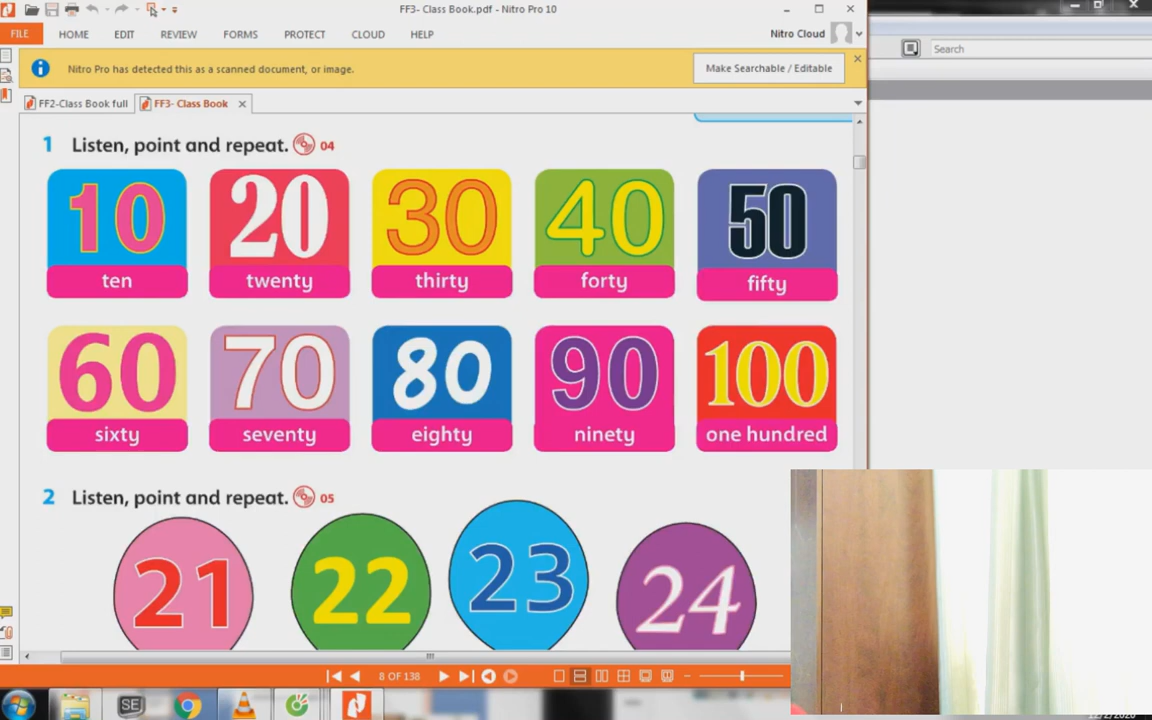 FF3- Class Book.pdf - Nitro Pro 10
FILE HOME EDIT REVIEW FORMS PROTECT CLOUD HELP Nitro Cloud
Search
Nitro Pro has detected this as a scanned document, or image. Make Searchable / Editable
FF2-Class Book full FF3- Class Book
1 Listen, point and repeat. 04
10 20 30 40 50
ten twenty thirty forty fifty
60 70 80 90 100
sixty seventy eighty ninety one hundred
2 Listen, point and repeat. 05
21 22 23 24
8 OF 138
SE